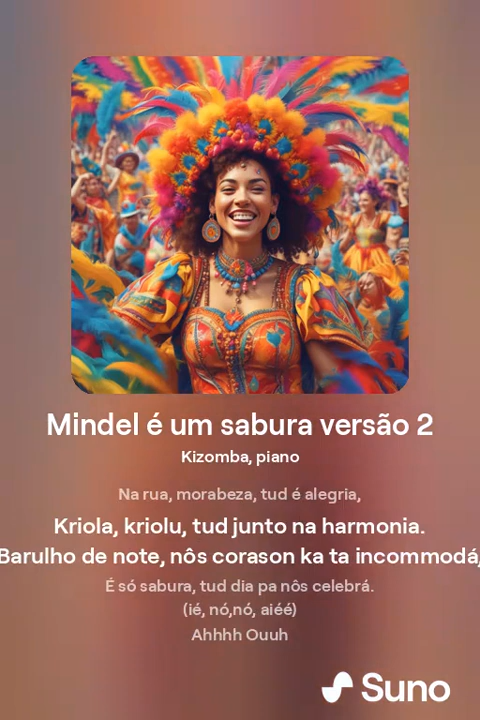 Mindel é um sabura versão 2
Kizomba, piano
Na rua, morabeza, tud é alegria,
Kriola, kriolu, tud junto na harmonia.
Barulho de note, nôs corason ka ta incommodá,
É só sabura, tud dia pa nôs celebrá.
(ié, nó,nó, aiéé)
Ahhhh Ouuh
Suno